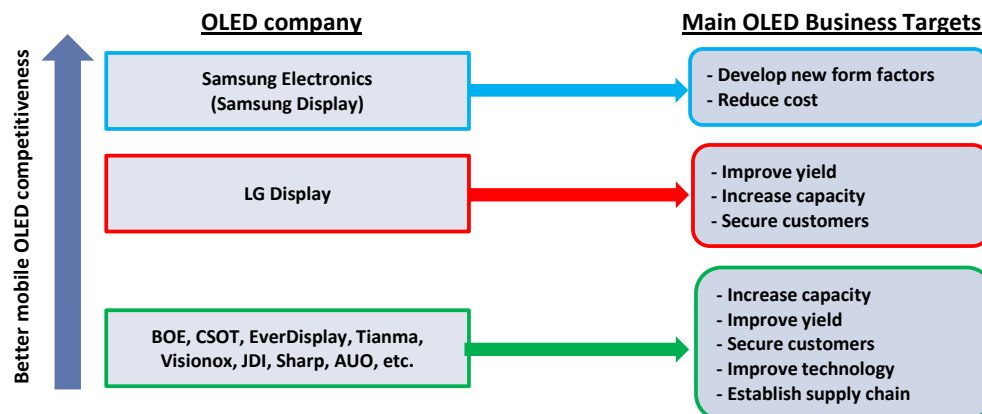 OLED company
Main OLED Business Targets
Better mobile OLED competitiveness
Samsung Electronics
(Samsung Display)
- Develop new form factors
- Reduce cost
LG Display
- Improve yield
- Increase capacity
- Secure customers
BOE, CSOT, EverDisplay, Tianma,
Visionox, JDI, Sharp, AUO, etc.
- Increase capacity
- Improve yield
- Secure customers
- Improve technology
- Establish supply chain